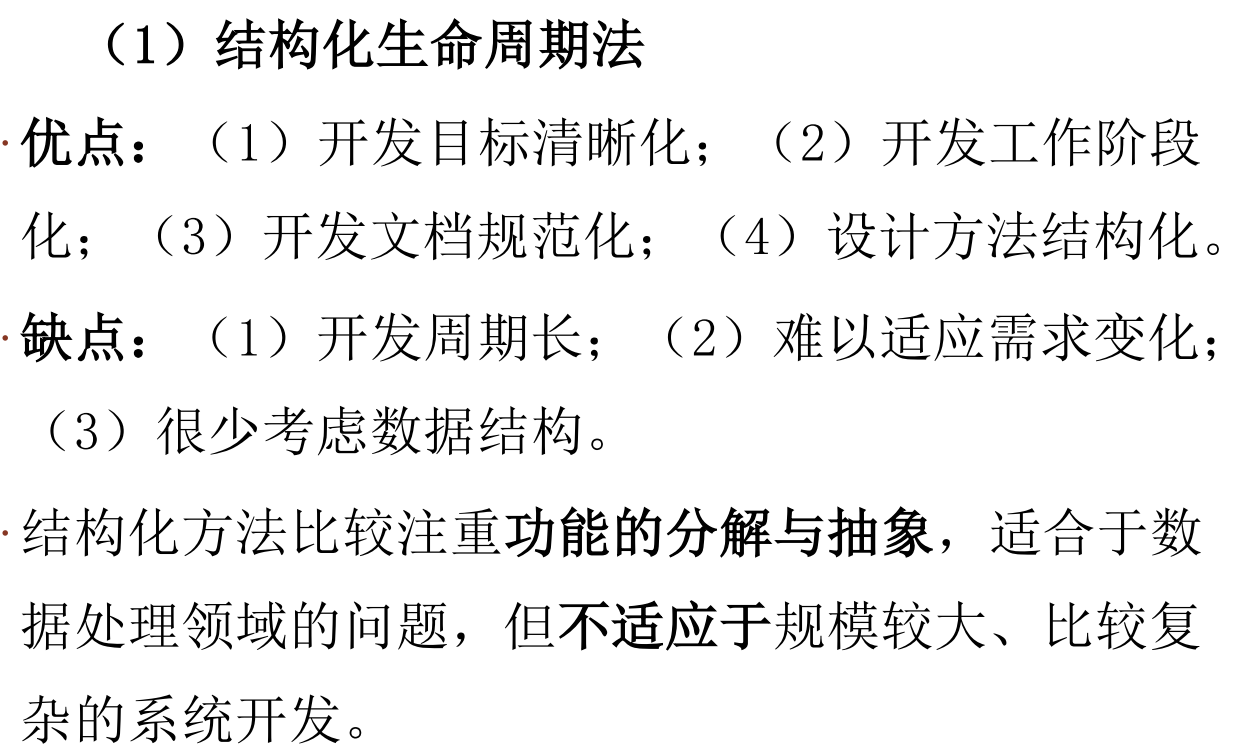 （1）结构化生命周期法
·优点：（1）开发目标清晰化；（2）开发工作阶段
化；（3）开发文档规范化；（4）设计方法结构化。
·缺点：（1）开发周期长；（2）难以适应需求变化；
（3）很少考虑数据结构。
·结构化方法比较注重功能的分解与抽象，适合于数
据处理领域的问题，但不适应于规模较大、比较复
杂的系统开发。